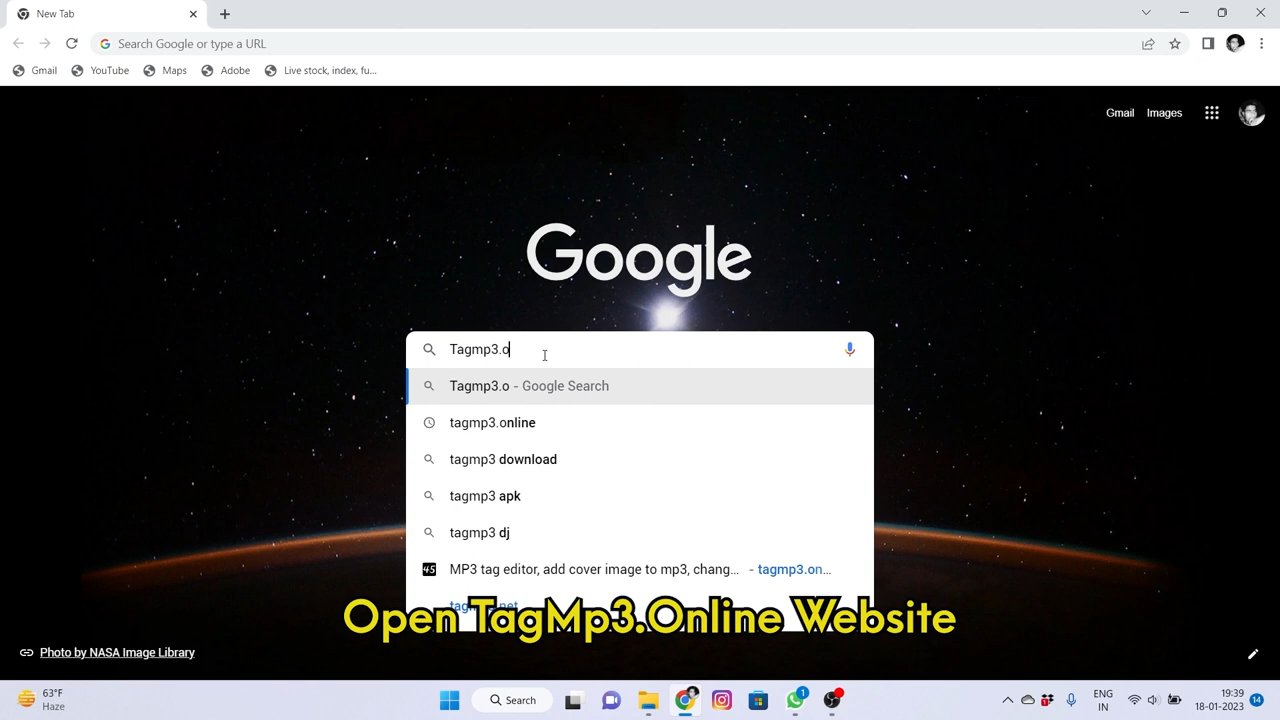 New Tab
Search Google or type a URL
Gmail
YouTube
Maps
Adobe
Live stock, index, fu...
Gmail
Images
Google
Tagmp3.o
Tagmp3.o - Google Search
tagmp3.online
tagmp3 download
tagmp3 apk
tagmp3 dj
45 MP3 tag editor, add cover image to mp3, chang... - tagmp3.on...
Open TagMp3.Online Website
Photo by NASA Image Library
63°F
Haze
Search
1
ENG
IN
19:39
18-01-2023
14